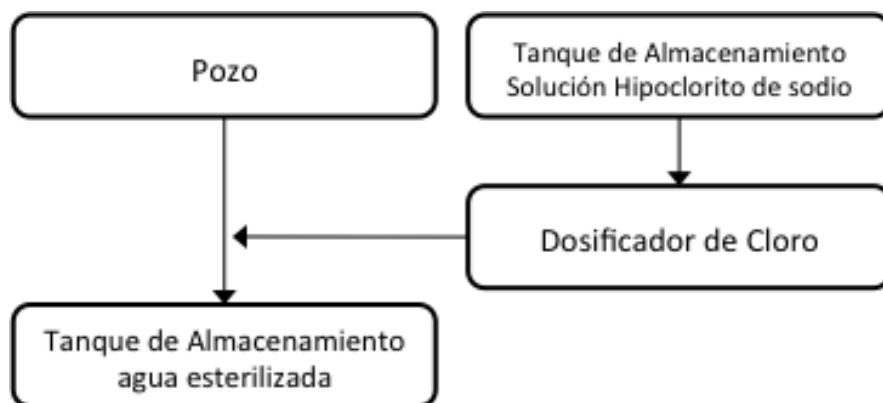 Pozo
Tanque de Almacenamiento
Solución Hipoclorito de sodio
Dosificador de Cloro
Tanque de Almacenamiento
agua esterilizada